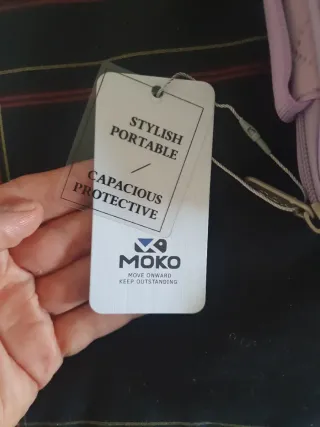 STYLISH
PORTABLE
/
CAPACIOUS
PROTECTIVE
MOKO
MOVE ONWARD
KEEP OUTSTANDING